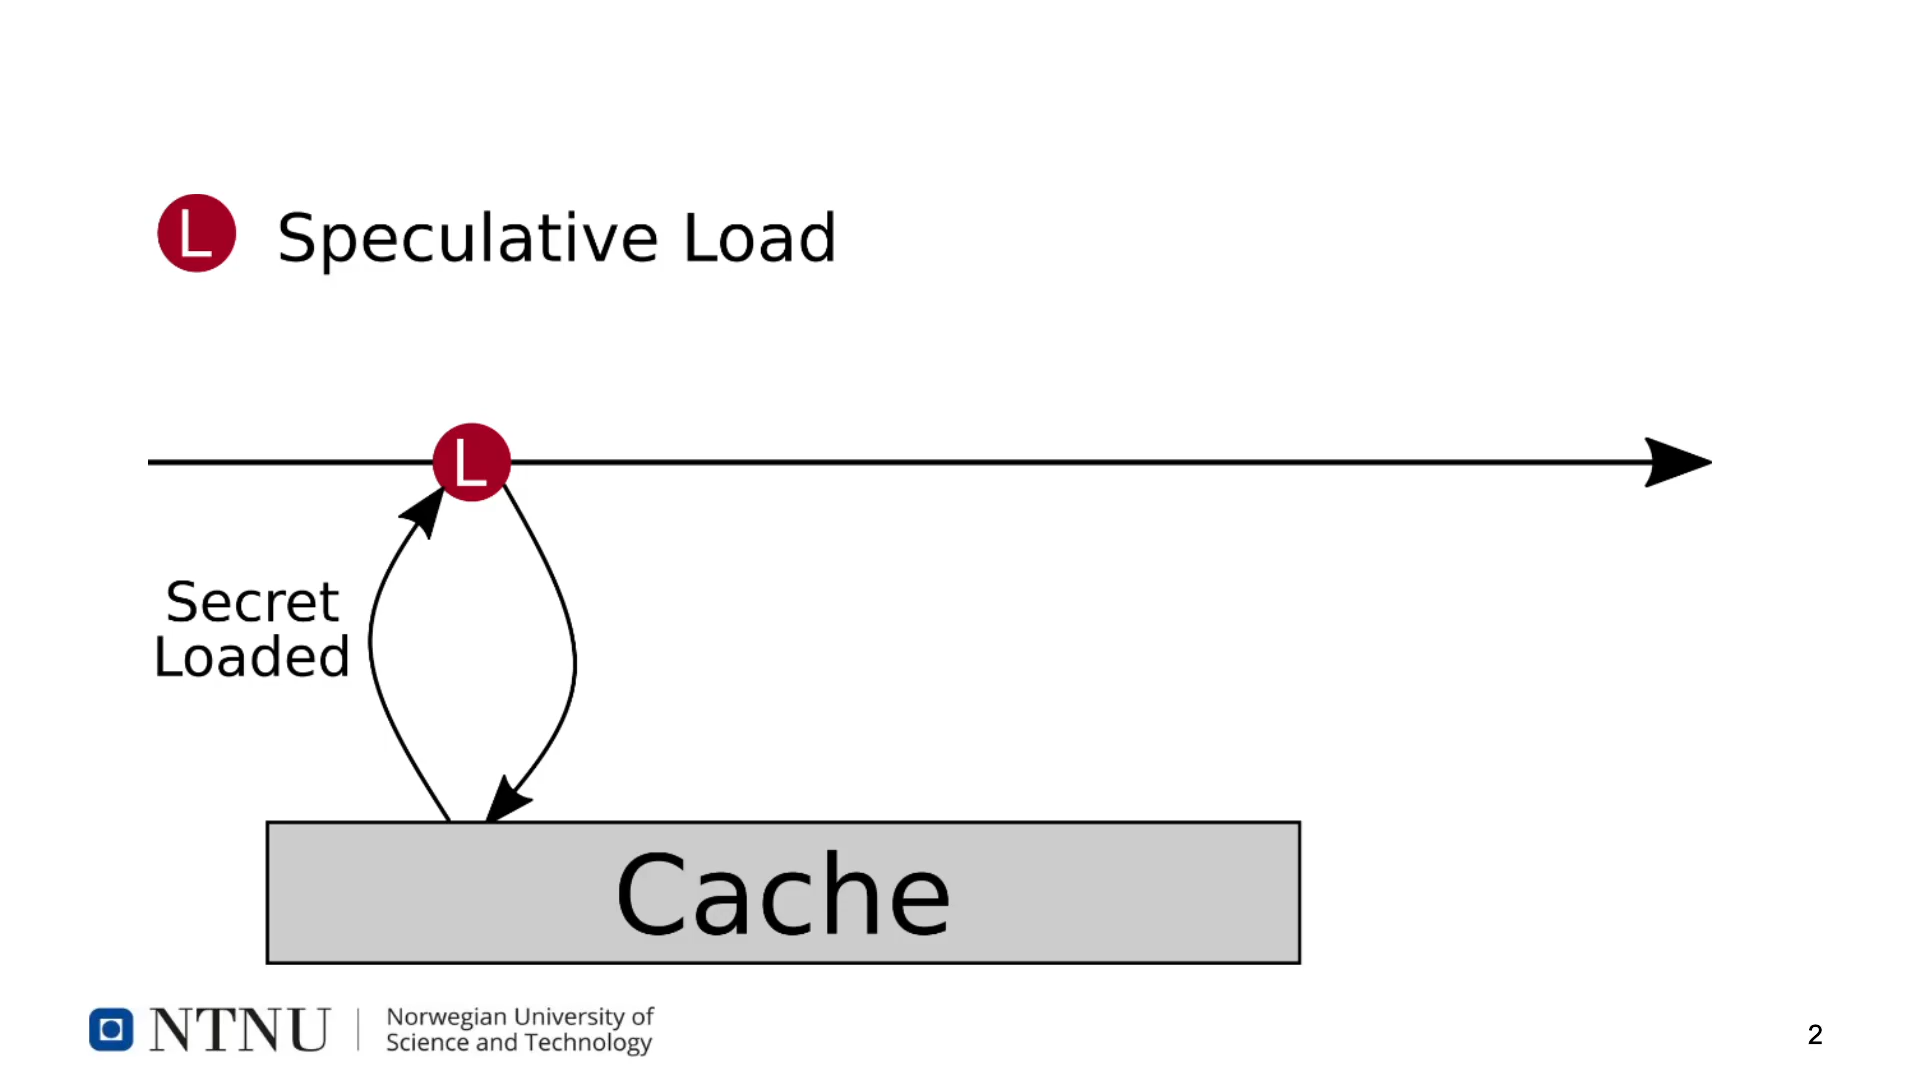 L Speculative Load
L
Secret
Loaded
Cache
NTNU
Norwegian University of
Science and Technology
2